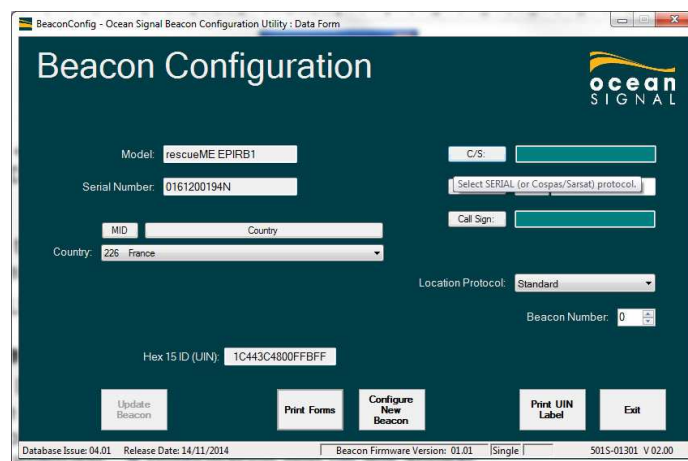 BeaconConfig - Ocean Signal Beacon Configuration Utility : Data Form
Beacon Configuration
ocean
SIGNAL
Model: rescueME EPIRB1
C/S:
Serial Number: 0161200194N
Select SERIAL (or Cospas/Sarsat) protocol.
MID Country
Call Sign:
Country: 226 France
Location Protocol: Standard
Beacon Number: 0
Hex 15 ID (UIN): 1C443C4800FFBFF
Update
Beacon
Print Forms
Configure
New
Beacon
Print UIN
Label
Exit
Database Issue: 04.01 Release Date: 14/11/2014 Beacon Firmware Version: 01.01 Single 501S-01301 V 02.00